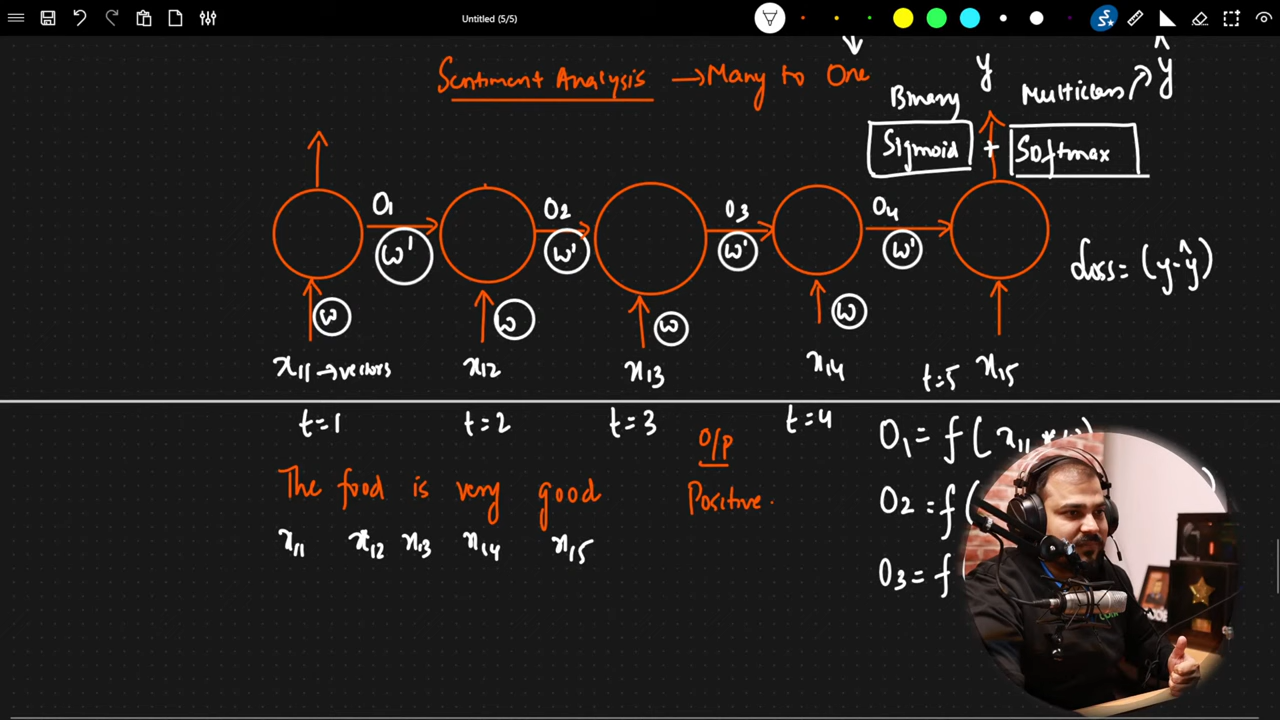 Untitled (5/5)
Sentiment Analysis → Many to One
y
ŷ
Binary
Multiclass
Sigmoid + Softmax
O1 O2 O3 O4
w' w' w' w'
loss = (y-ŷ)
w w w w
x11 → vectors x12 x13 x14 x15
t=5
t=1 t=2 t=3 t=4
O/P
O1 = f(x11 *
The food is very good
Positive.
O2 = f(
x11 x12 x13 x14 x15
O3 = f